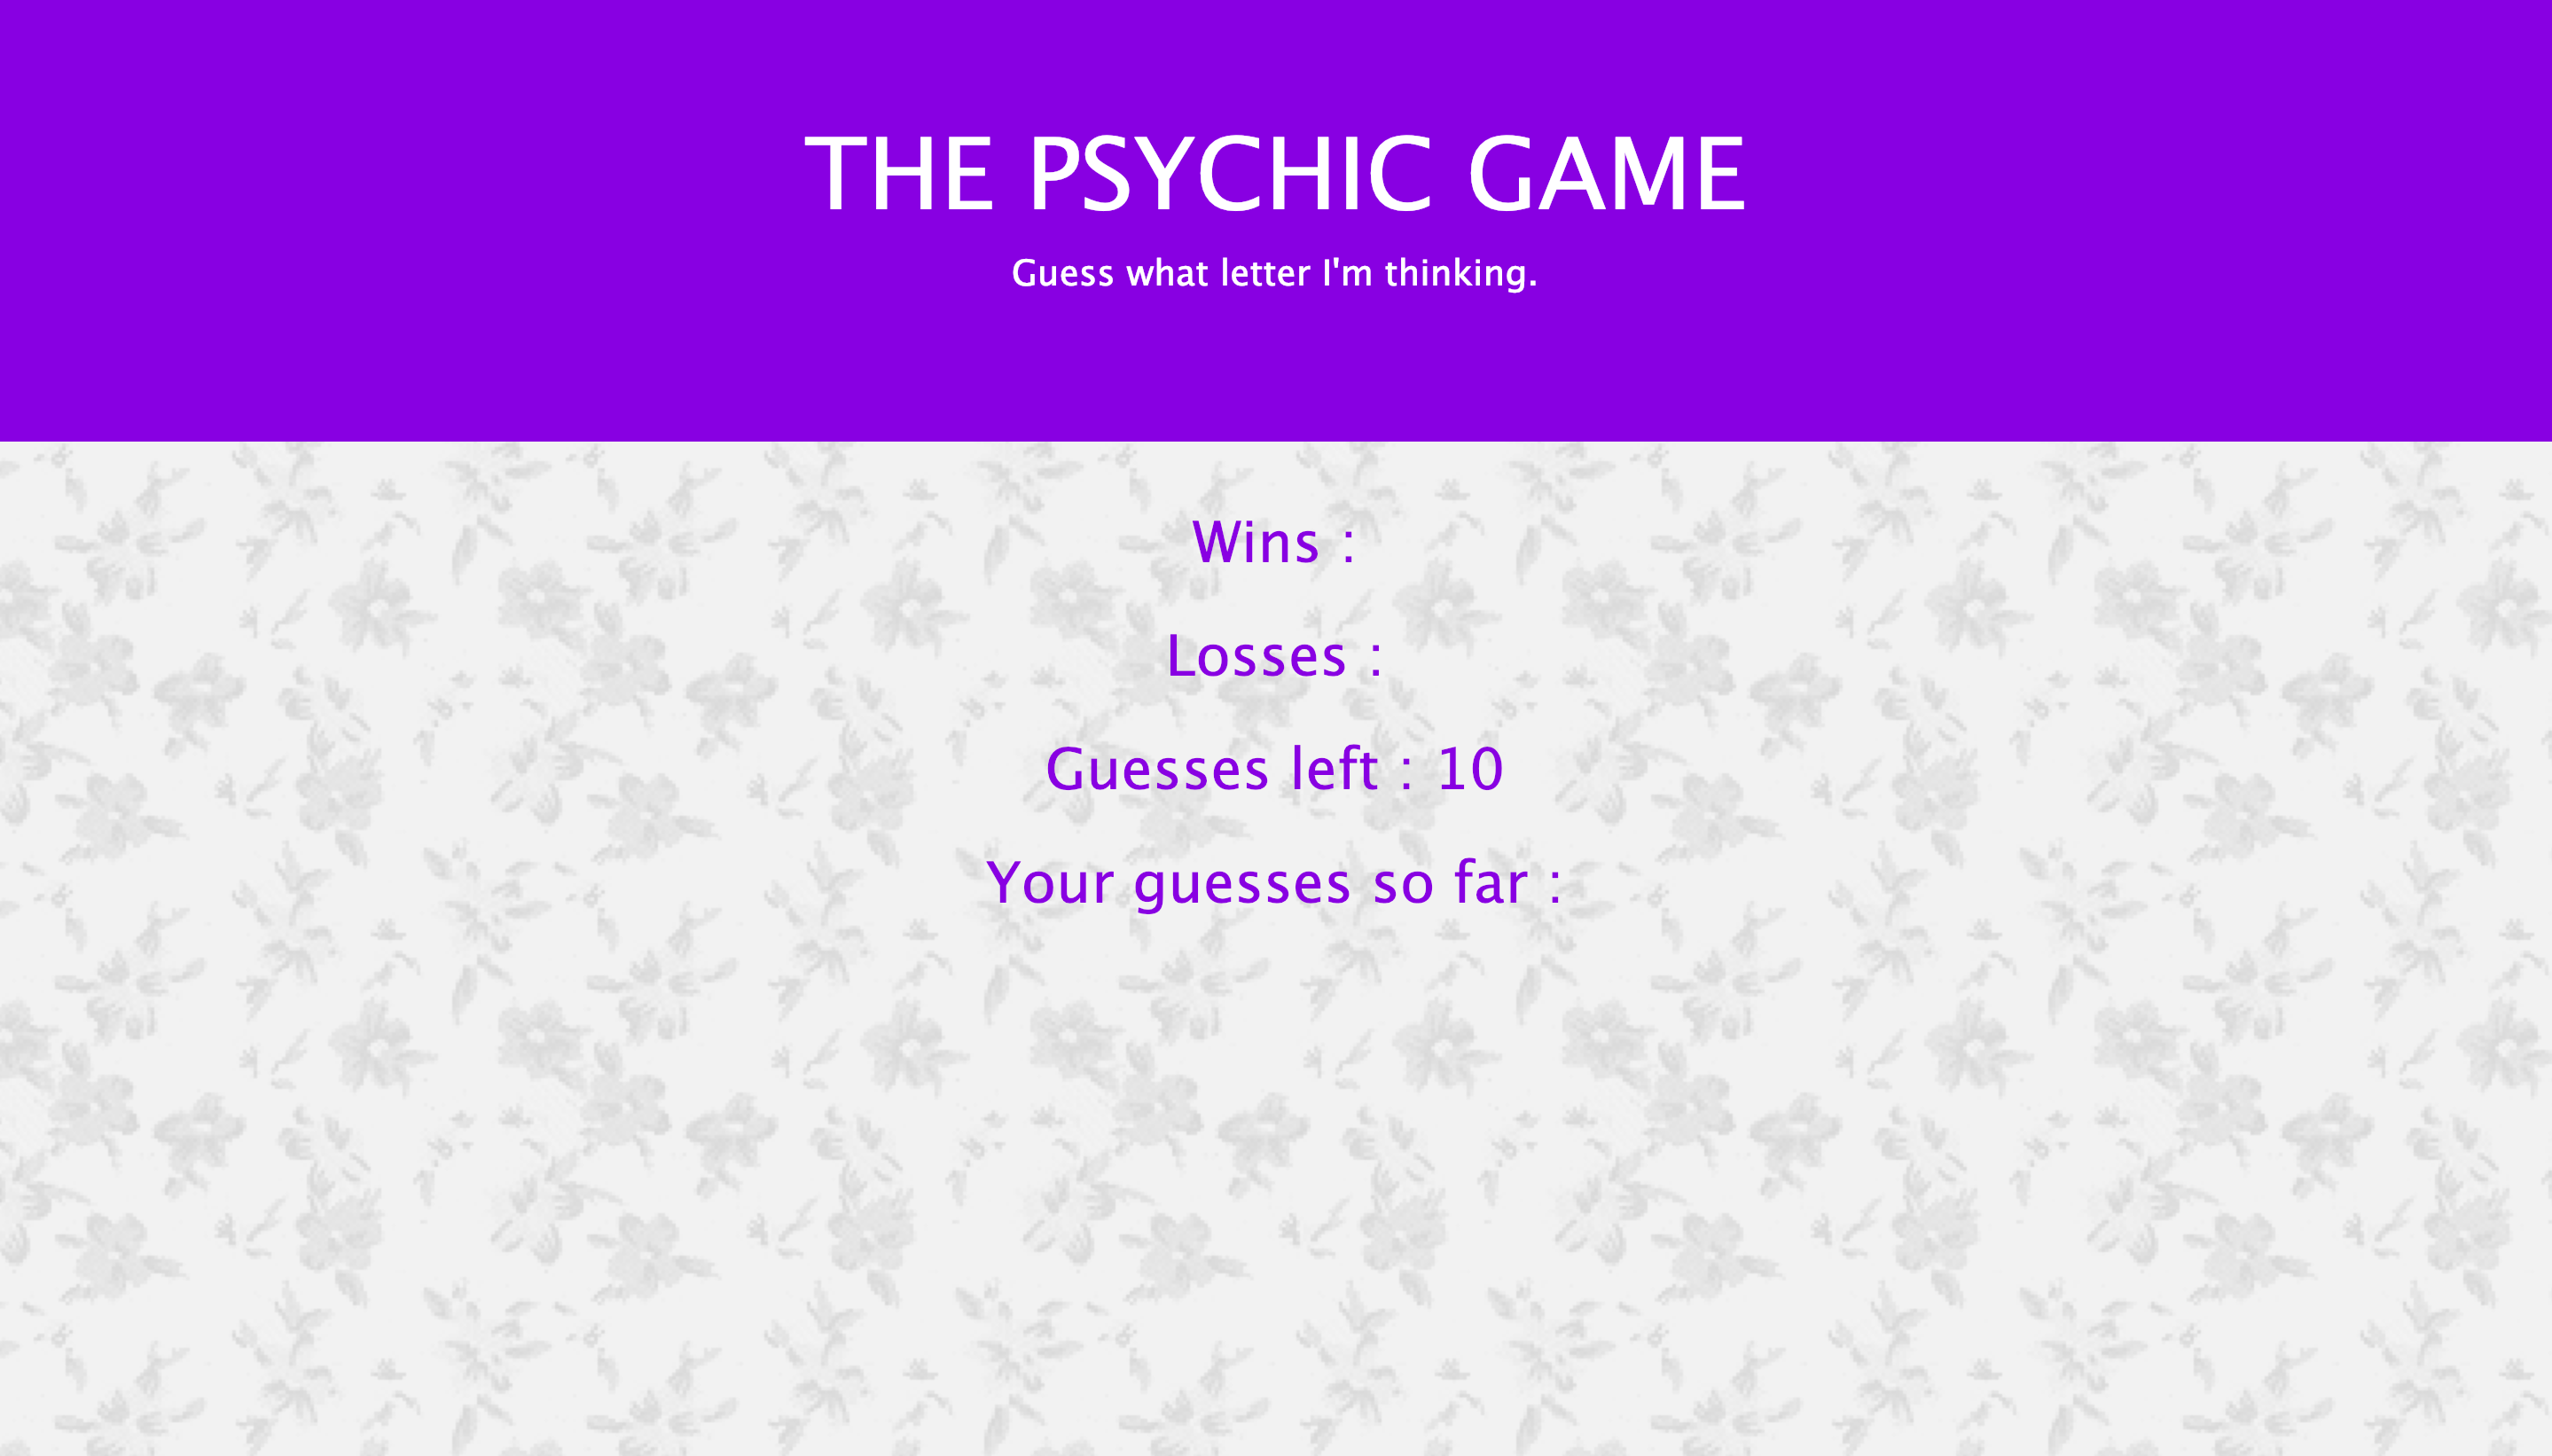 THE PSYCHIC GAME
Guess what letter I'm thinking.
Wins :
Losses :
Guesses left : 10
Your guesses so far :